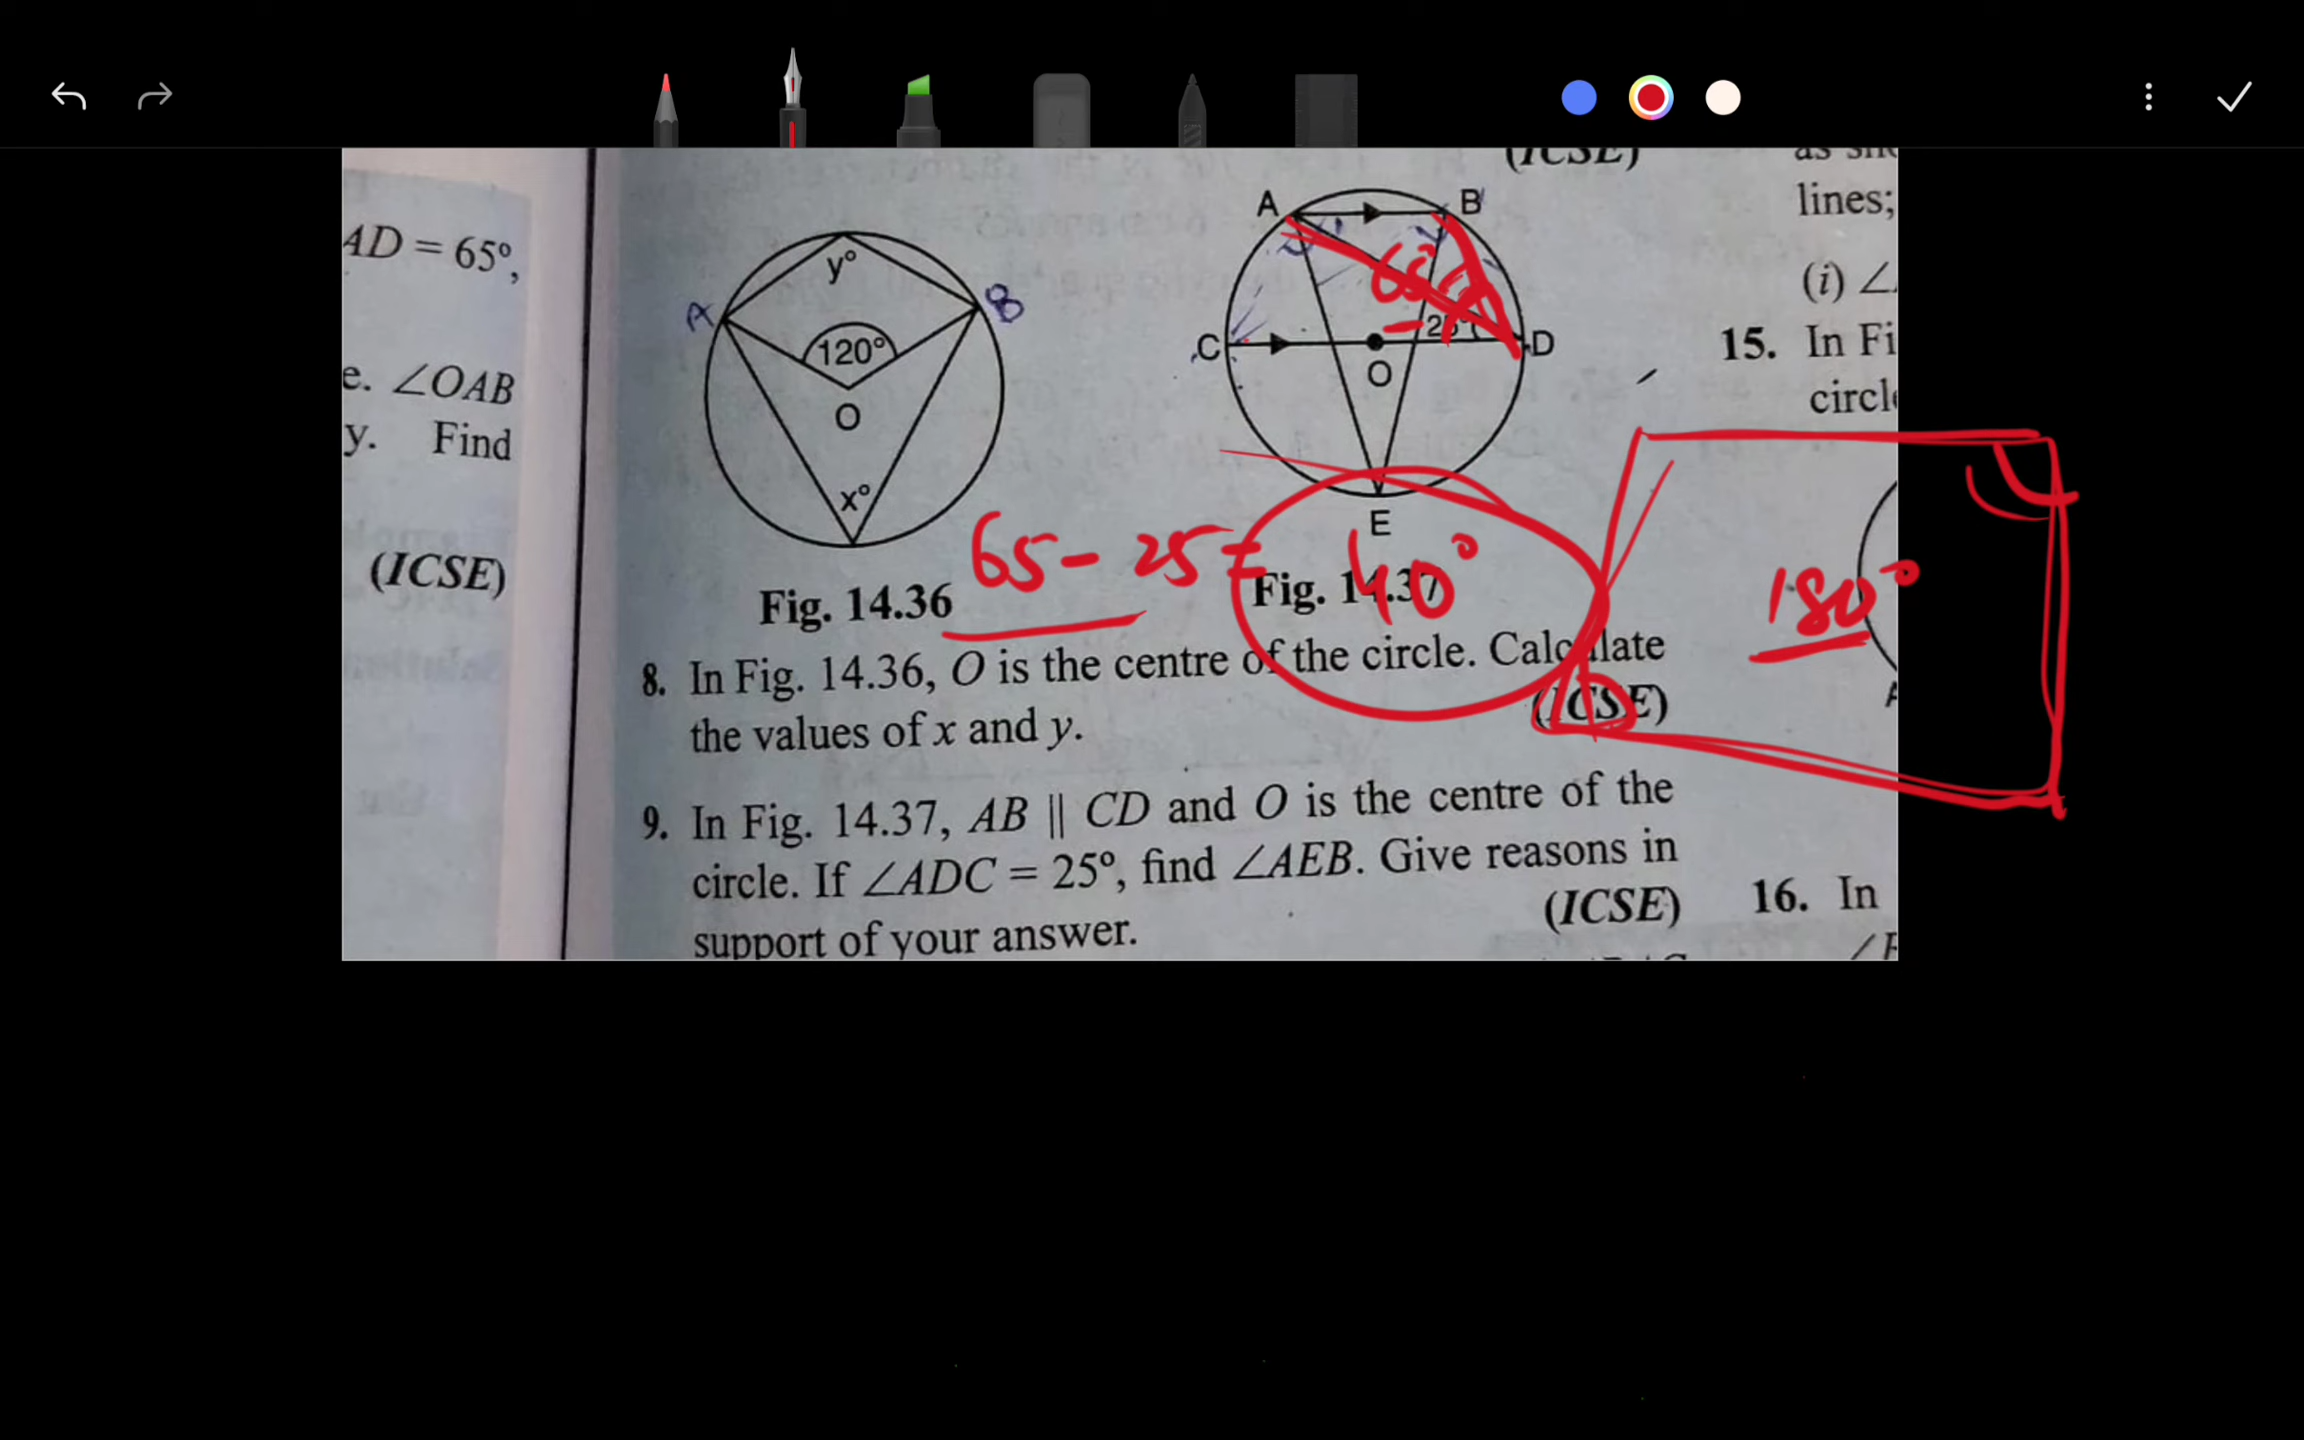 (ICSE)
AD = 65°,
e. ∠OAB
y. Find
(ICSE)
A
B
y°
120°
O
x°
Fig. 14.36
A
B
65°
25°
C
O
D
E
Fig. 14.37
65 - 25 = 40°
180°
8. In Fig. 14.36, O is the centre of the circle. Calculate
the values of x and y.
(ICSE)
9. In Fig. 14.37, AB || CD and O is the centre of the
circle. If ∠ADC = 25°, find ∠AEB. Give reasons in
support of your answer.
(ICSE)
lines;
(i) ∠
15. In Fi
circle
A
16. In